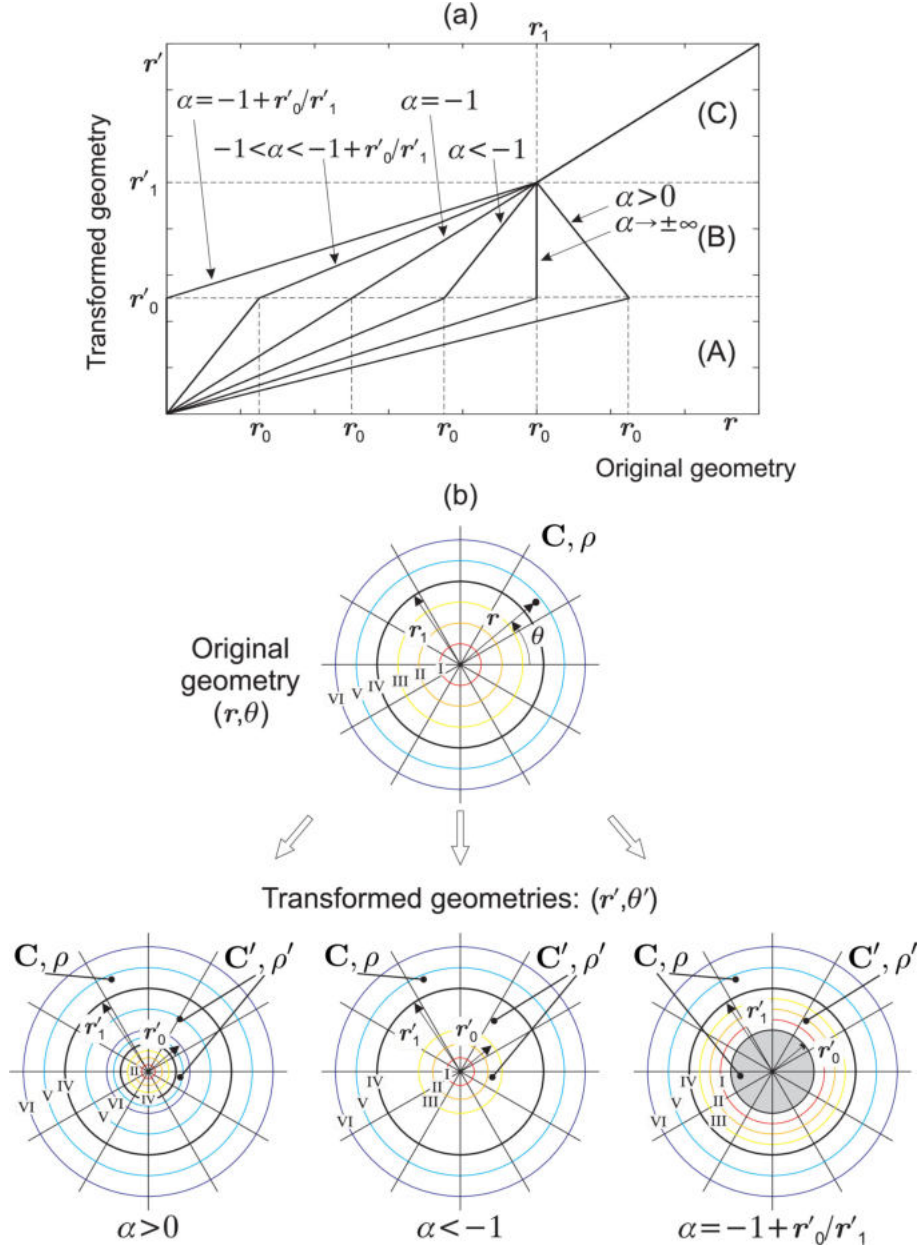 (a)
r₁
r′
α=−1+r′₀/r′₁
α=−1
(C)
−1<α<−1+r′₀/r′₁
α<−1
r′₁
α>0
α→±∞
(B)
r′₀
(A)
Transformed geometry
r₀ r₀ r₀ r₀ r₀ r
Original geometry
(b)
C, ρ
r₁ r θ
Original
geometry
(r,θ)
VI V IV III II I
Transformed geometries: (r′,θ′)
C, ρ C′, ρ′ C, ρ C′, ρ′ C, ρ C′, ρ′
r′₁ r′₀ r′₁ r′₀ r′₁ r′₀
II I I
IV IV II IV II
V VI IV V III V III
VI V VI VI
α>0 α<−1 α=−1+r′₀/r′₁